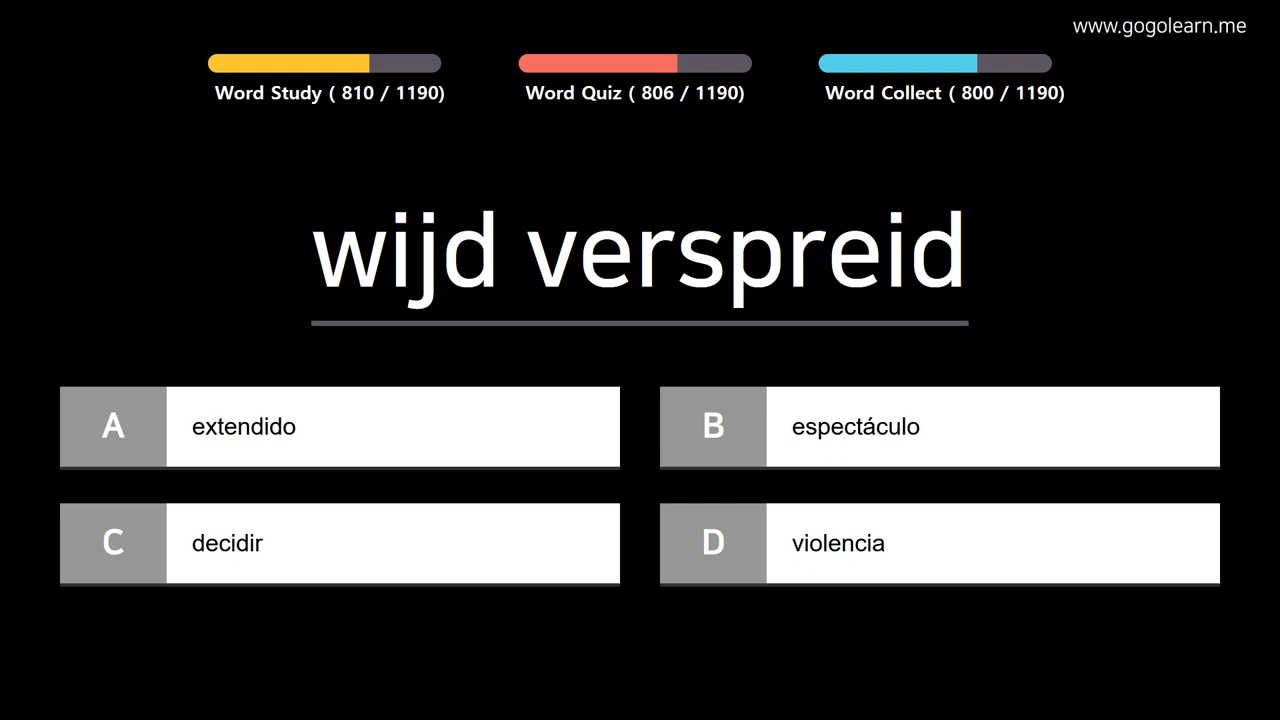 www.gogolearn.me
Word Study ( 810 / 1190)
Word Quiz ( 806 / 1190)
Word Collect ( 800 / 1190)
wijd verspreid
A extendido
B espectáculo
C decidir
D violencia